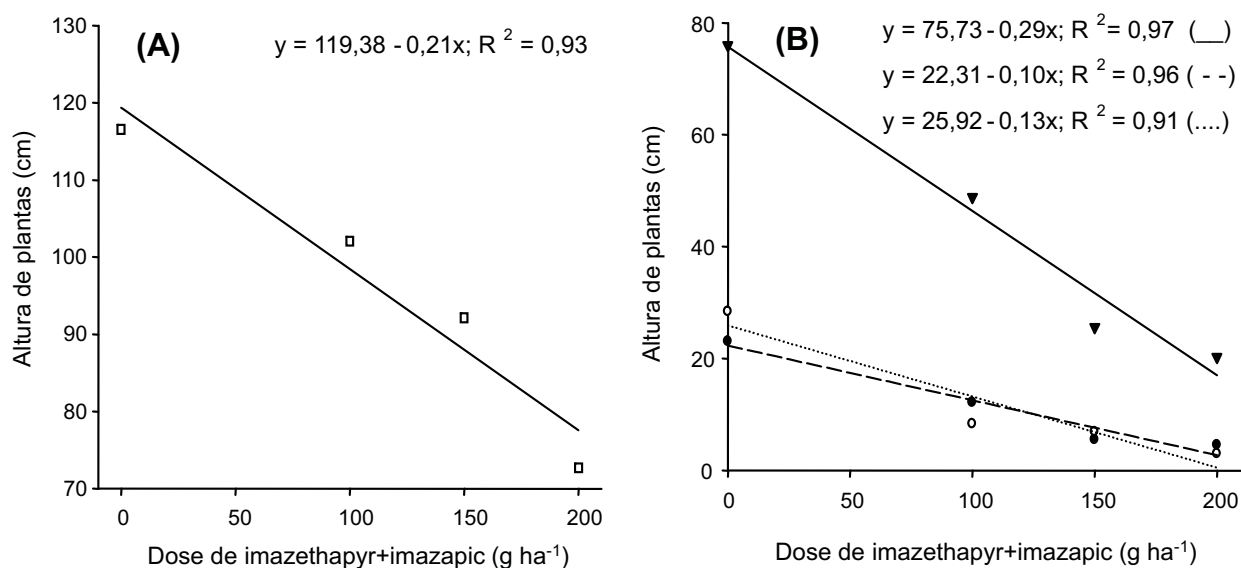 (A)
y = 119,38 - 0,21x; R ² = 0,93
130
120
110
100
90
80
70
Altura de plantas (cm)
0 50 100 150 200
Dose de imazethapyr+imazapic (g ha⁻¹)
(B)
y = 75,73 - 0,29x; R ² = 0,97 (__)
y = 22,31 - 0,10x; R ² = 0,96 ( - -)
y = 25,92 - 0,13x; R ² = 0,91 (....)
80
60
40
20
0
Altura de plantas (cm)
0 50 100 150 200
Dose de imazethapyr+imazapic (g ha⁻¹)